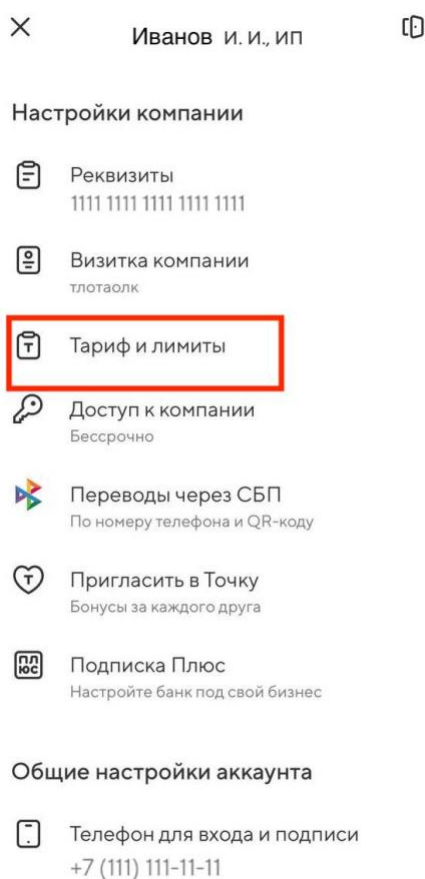 Иванов и. и., ип
Настройки компании
Реквизиты
1111 1111 1111 1111 1111
Визитка компании
тлотаолк
Т
Тариф и лимиты
Доступ к компании
Бессрочно
Переводы через СБП
По номеру телефона и QR-коду
Т
Пригласить в Точку
Бонусы за каждого друга
ПЛ
ЮС
Подписка Плюс
Настройте банк под свой бизнес
Общие настройки аккаунта
Телефон для входа и подписи
+7 (111) 111-11-11